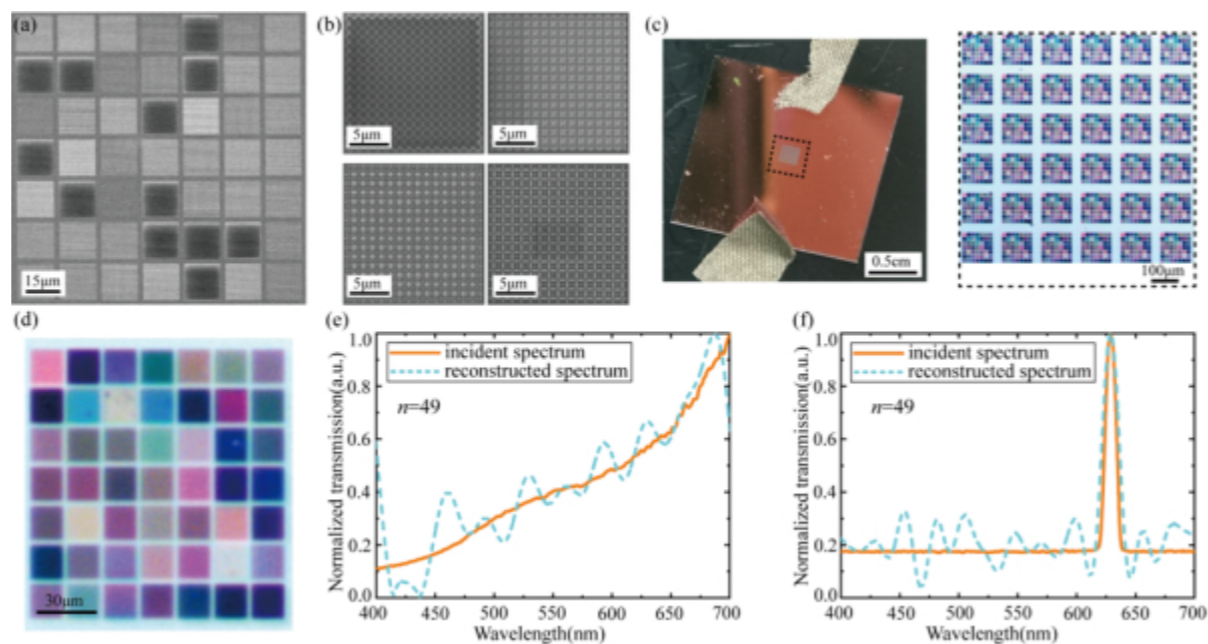 (a)
15μm
(b)
5μm
5μm
5μm
5μm
(c)
0.5cm
100μm
(d)
30μm
(e)
Normalized transmission(a.u.)
1.0
0.8
0.6
0.4
0.2
0
incident spectrum
reconstructed spectrum
n=49
400 450 500 550 600 650 700
Wavelength(nm)
(f)
Normalized transmission(a.u.)
1.0
0.8
0.6
0.4
0.2
0
incident spectrum
reconstructed spectrum
n=49
400 450 500 550 600 650 700
Wavelength(nm)